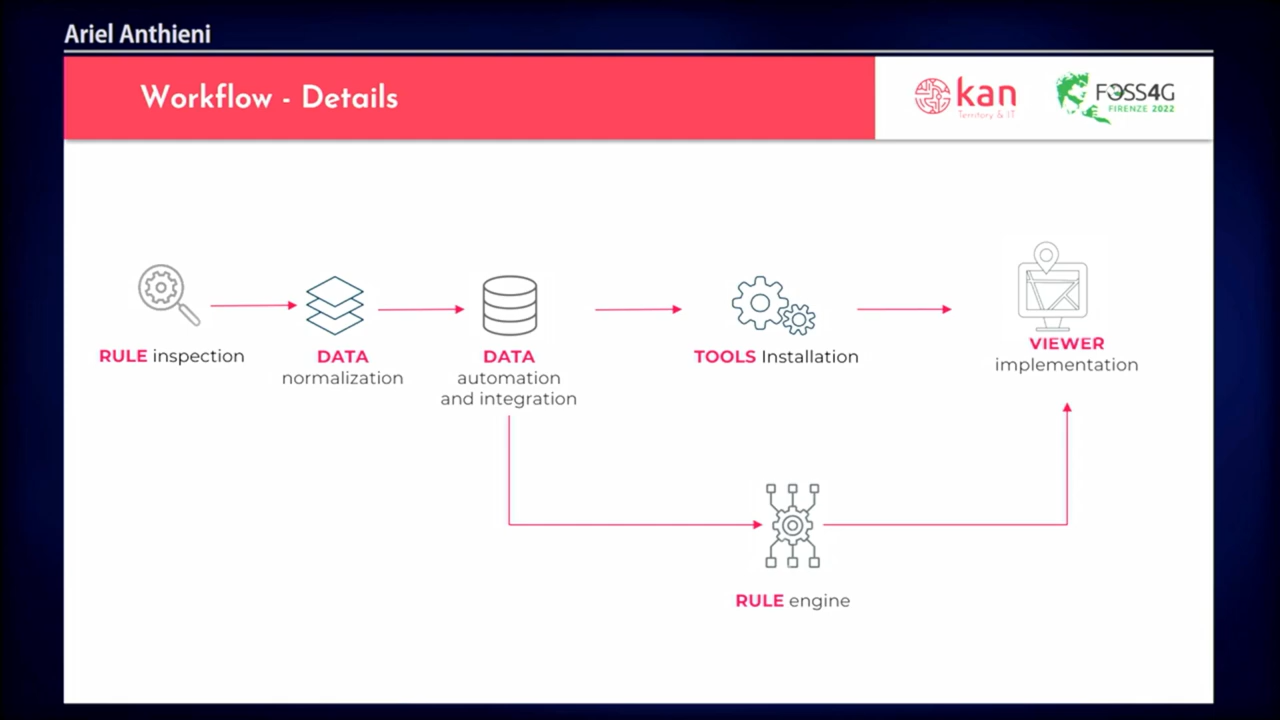 Ariel Anthieni
Workflow - Details
kan
Territory & IT
FOSS4G
FIRENZE 2022
RULE inspection
DATA
normalization
DATA
automation
and integration
TOOLS Installation
VIEWER
implementation
RULE engine